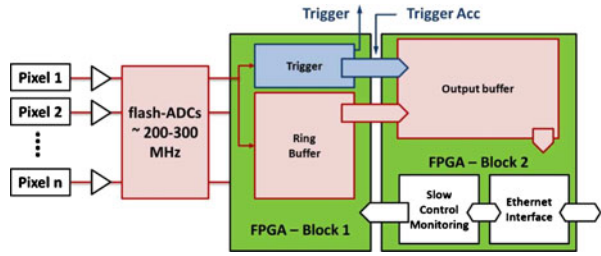 Trigger
Trigger Acc
Pixel 1
Pixel 2
Pixel n
flash-ADCs
~ 200-300
MHz
Trigger
Ring
Buffer
FPGA – Block 1
Output buffer
FPGA – Block 2
Slow
Control
Monitoring
Ethernet
Interface